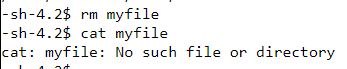 -sh-4.2$ rm myfile
-sh-4.2$ cat myfile
cat: myfile: No such file or directory